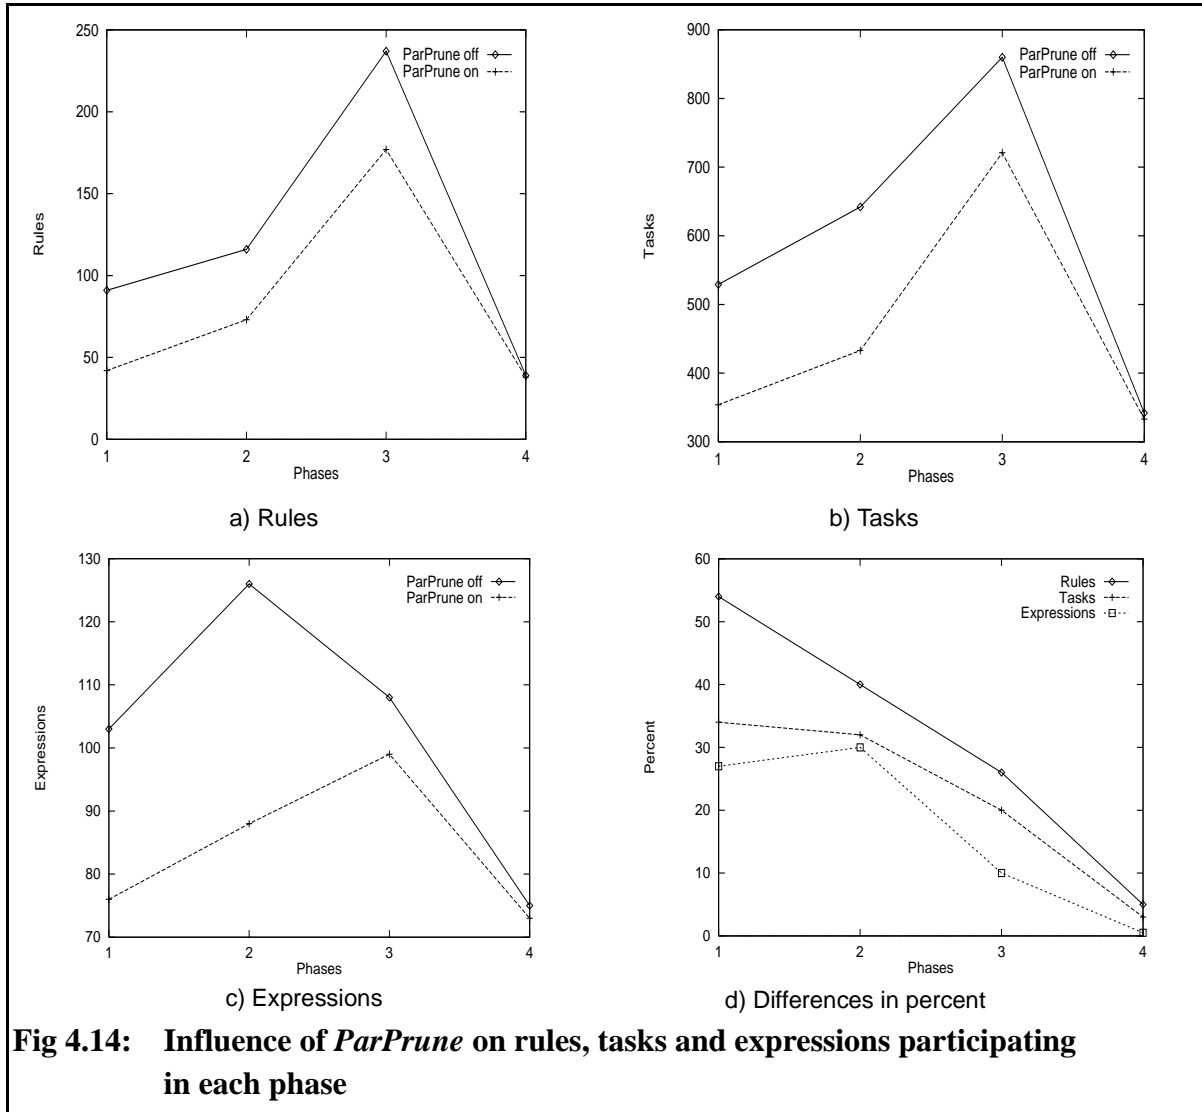 250
200
150
100
50
0
Rules
ParPrune off
ParPrune on
1 2 3 4
Phases
a) Rules
900
800
700
600
500
400
300
Tasks
ParPrune off
ParPrune on
1 2 3 4
Phases
b) Tasks
130
120
110
100
90
80
70
Expressions
ParPrune off
ParPrune on
1 2 3 4
Phases
c) Expressions
60
50
40
30
20
10
0
Percent
Rules
Tasks
Expressions
1 2 3 4
Phases
d) Differences in percent
Fig 4.14: Influence of ParPrune on rules, tasks and expressions participating
in each phase